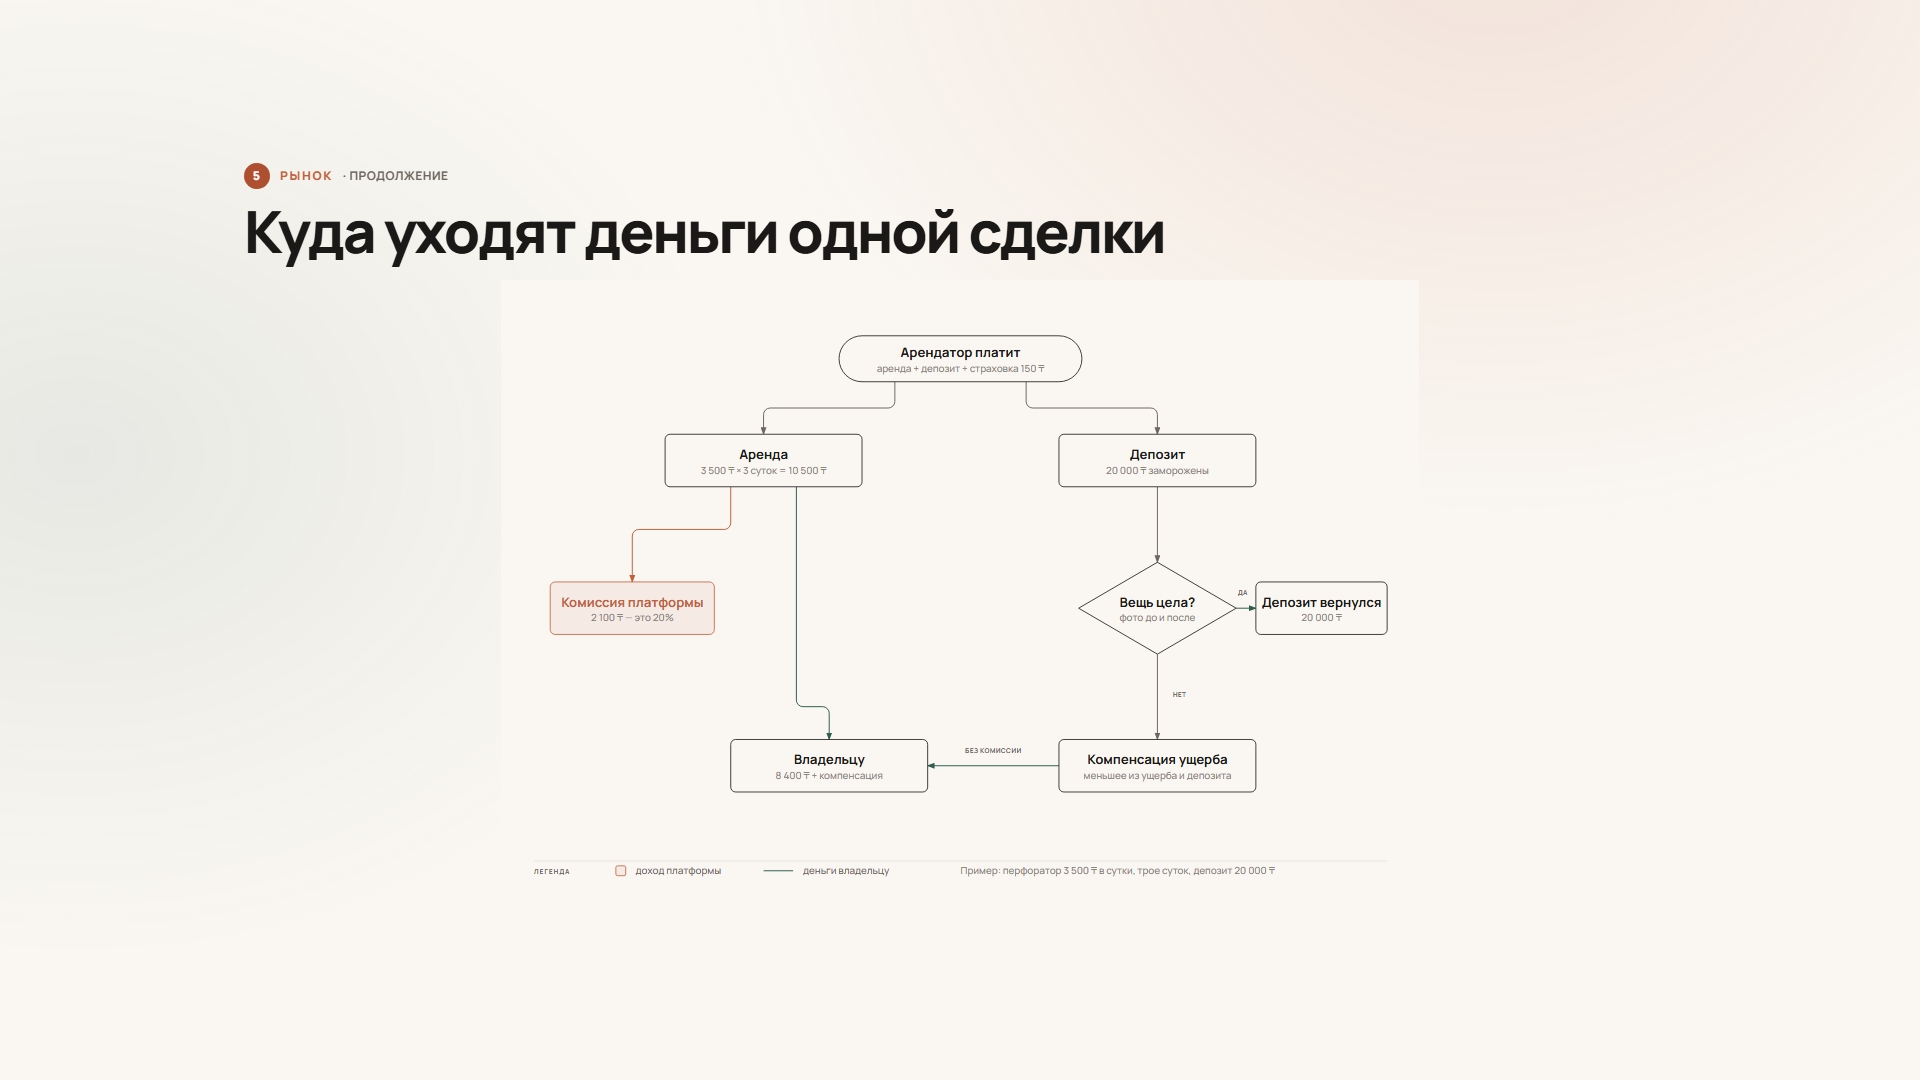 5 РЫНОК · ПРОДОЛЖЕНИЕ
Куда уходят деньги одной сделки
Арендатор платит
аренда + депозит + страховка 150 ₸
Аренда
3 500 ₸ × 3 суток = 10 500 ₸
Депозит
20 000 ₸ заморожены
Комиссия платформы
2 100 ₸ — это 20%
Вещь цела?
фото до и после
ДА
Депозит вернулся
20 000 ₸
НЕТ
Владельцу
8 400 ₸ + компенсация
БЕЗ КОМИССИИ
Компенсация ущерба
меньшее из ущерба и депозита
ЛЕГЕНДА
доход платформы
деньги владельцу
Пример: перфоратор 3 500 ₸ в сутки, трое суток, депозит 20 000 ₸